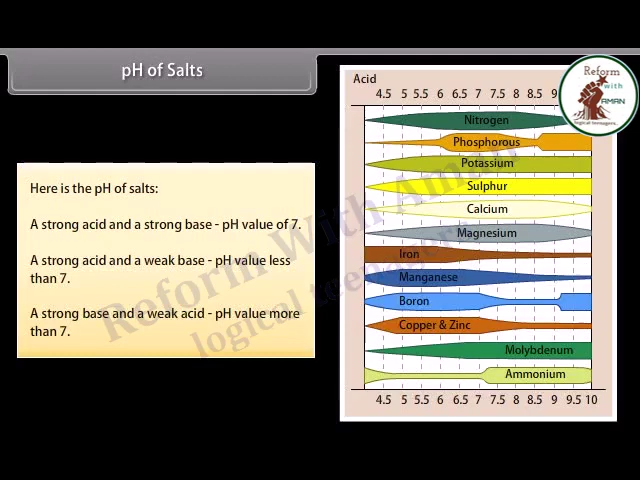 pH of Salts
Here is the pH of salts:
A strong acid and a strong base - pH value of 7.
A strong acid and a weak base - pH value less
than 7.
A strong base and a weak acid - pH value more
than 7.
Acid
4.5 5 5.5 6 6.5 7 7.5 8 8.5 9
Nitrogen
Phosphorous
Potassium
Sulphur
Calcium
Magnesium
Iron
Manganese
Boron
Copper & Zinc
Molybdenum
Ammonium
4.5 5 5.5 6 6.5 7 7.5 8 8.5 9 9.5 10
Reform
with
AMAN
logical teenagers.
Reform With Aman
logical teenagers